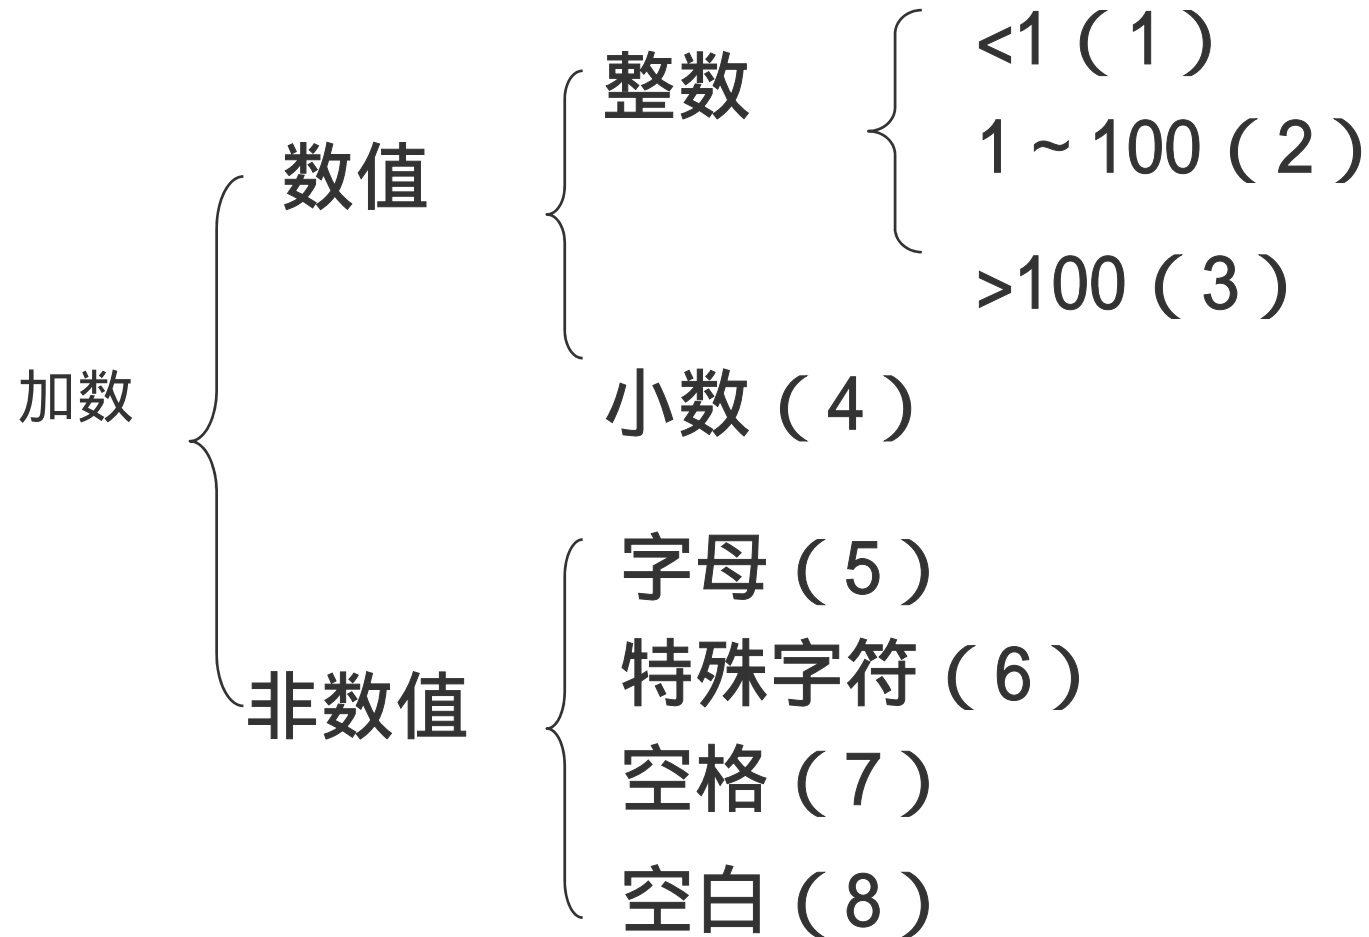 <1（1）
整数
1～100（2）
数值
>100（3）
加数
小数（4）
字母（5）
特殊字符（6）
非数值
空格（7）
空白（8）